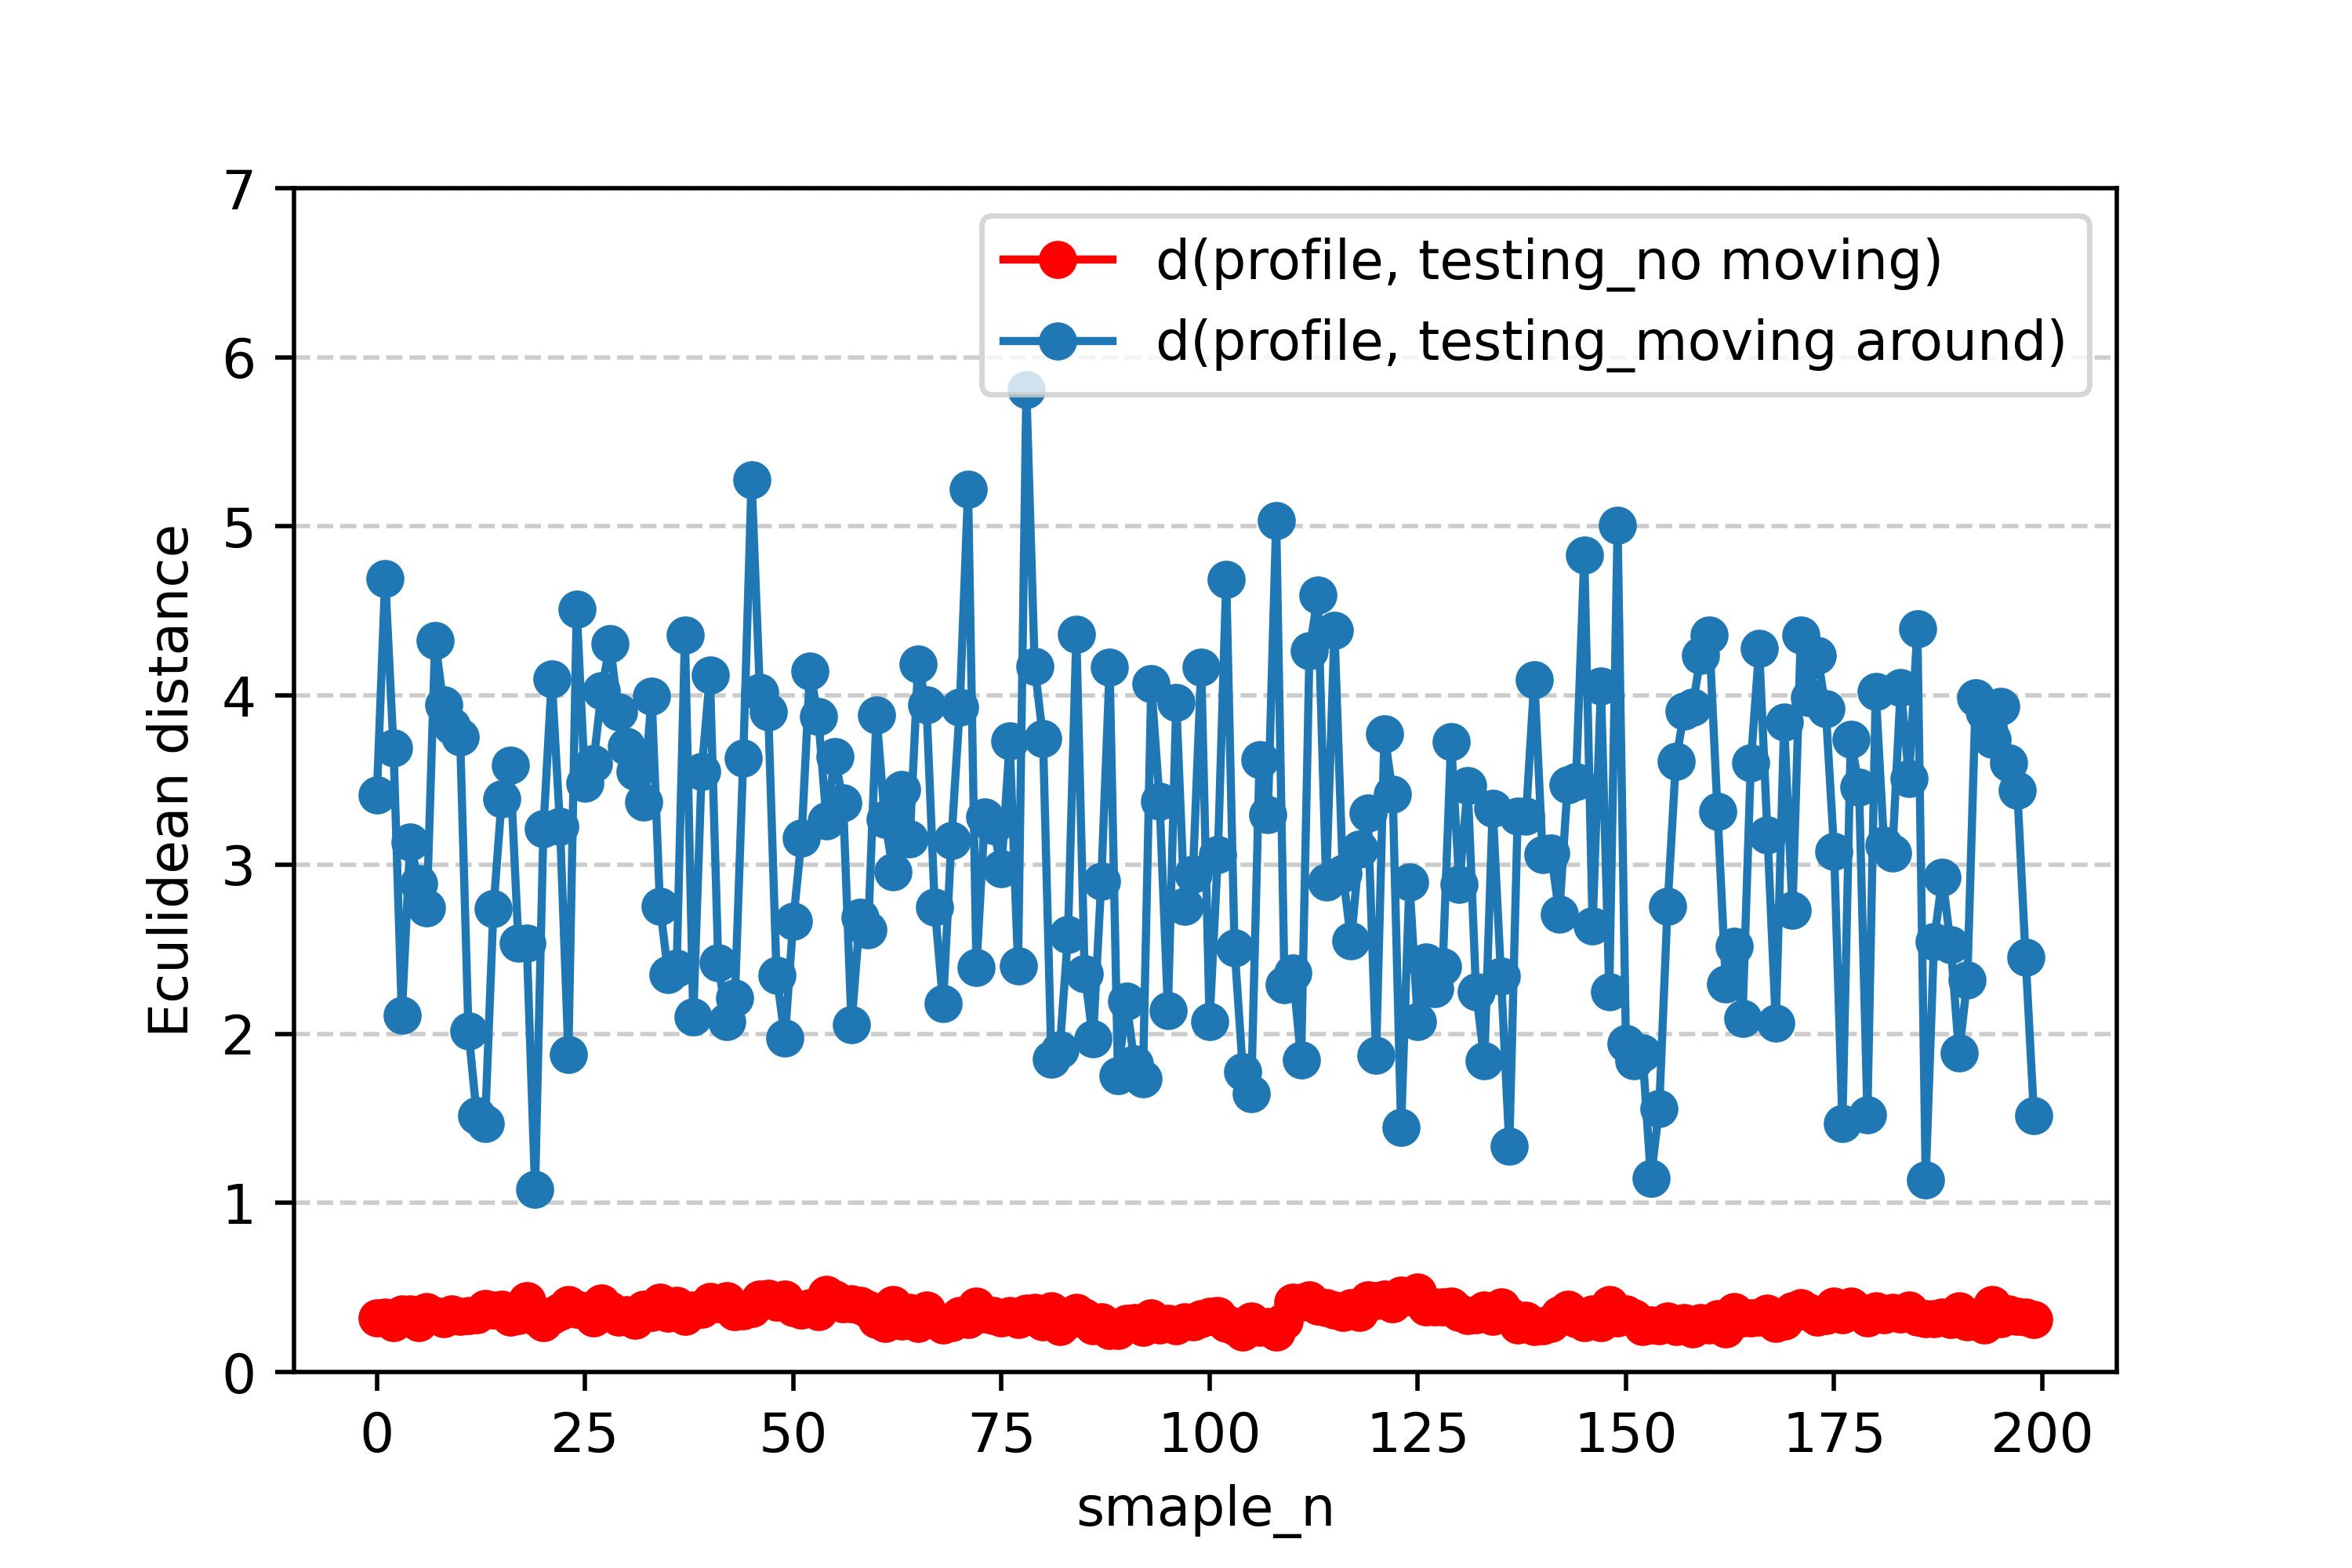 7
6
5
4
3
2
1
0
Eculidean distance
d(profile, testing_no moving)
d(profile, testing_moving around)
0 25 50 75 100 125 150 175 200
smaple_n